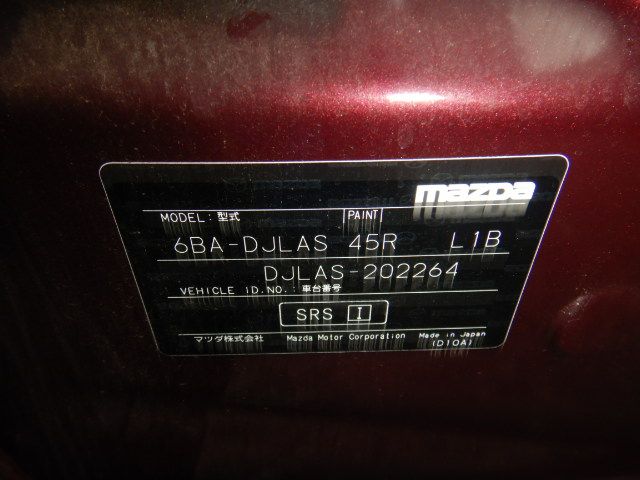 mazda
MODEL: 型式 PAINT
6BA-DJLAS 45R L1B
DJLAS-202264
VEHICLE ID.NO.: 車台番号
SRS I
マツダ株式会社 Mazda Motor Corporation Made in Japan
(D10A)